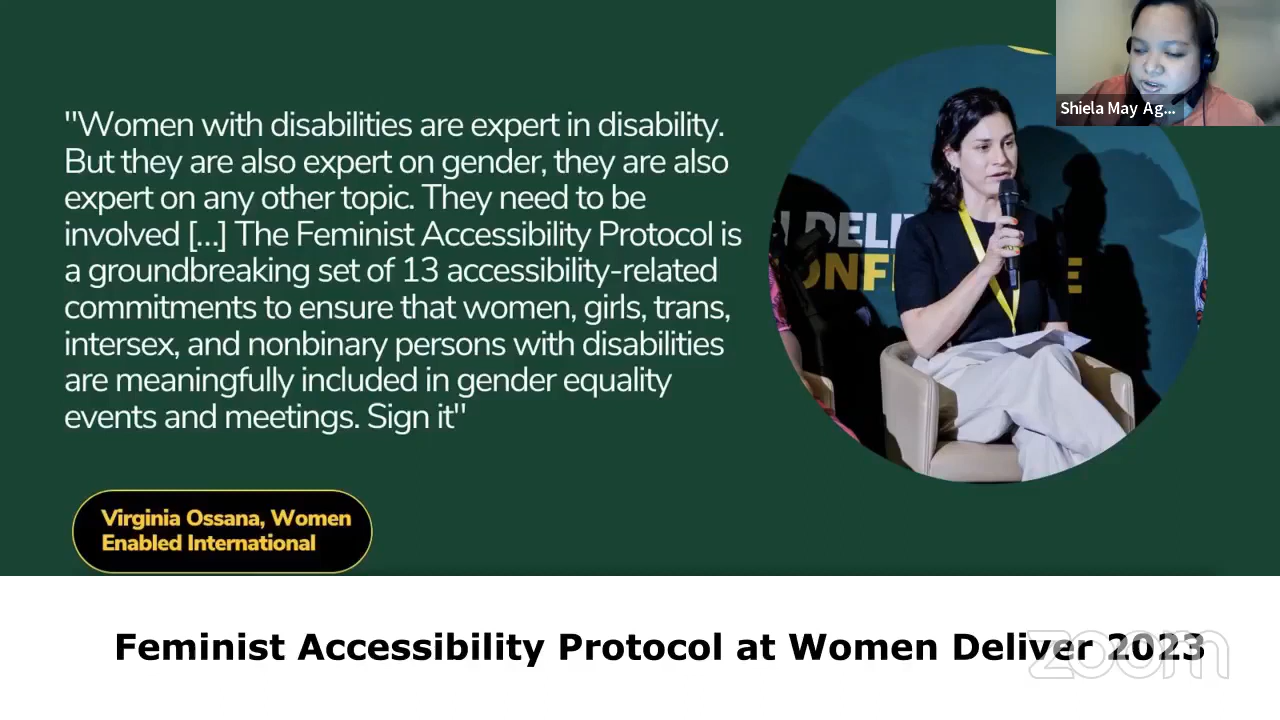 "Women with disabilities are expert in disability.
But they are also expert on gender, they are also
expert on any other topic. They need to be
involved [...] The Feminist Accessibility Protocol is
a groundbreaking set of 13 accessibility-related
commitments to ensure that women, girls, trans,
intersex, and nonbinary persons with disabilities
are meaningfully included in gender equality
events and meetings. Sign it"
Virginia Ossana, Women
Enabled International
Shiela May Ag...
DELI
ONF E
Feminist Accessibility Protocol at Women Deliver 2023
zoom